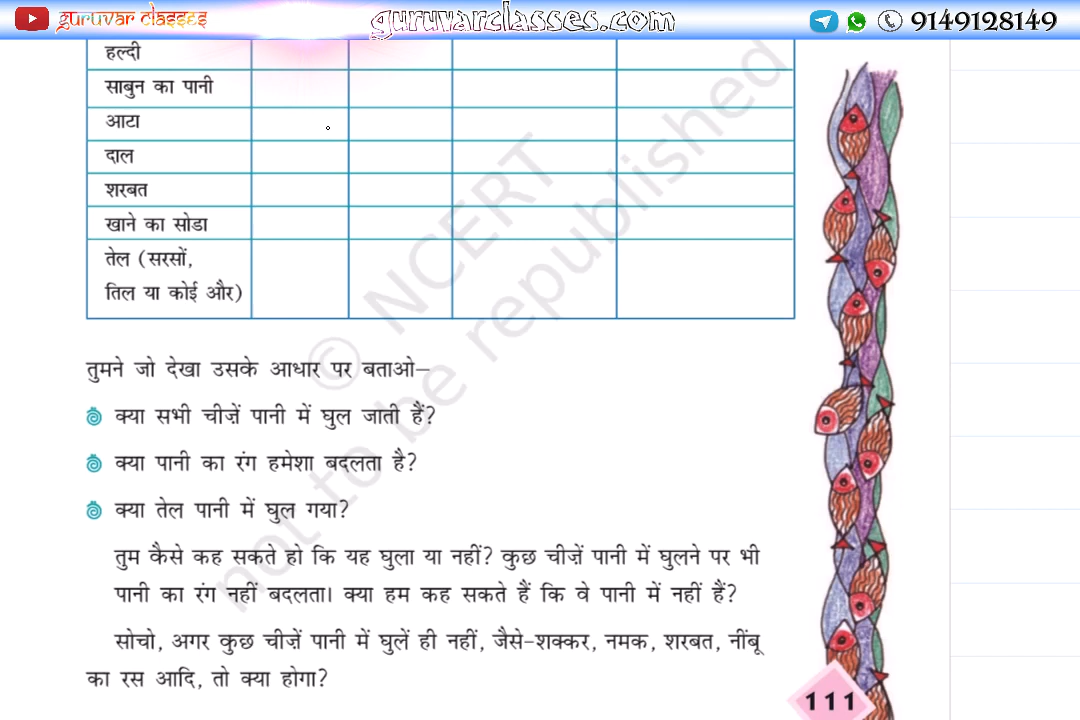 guruvar classes guruvarclasses.com 9149128149
हल्दी
साबुन का पानी
आटा
दाल
शरबत
खाने का सोडा
तेल (सरसों,
तिल या कोई और)
© NCERT
not to be republished
तुमने जो देखा उसके आधार पर बताओ–
क्या सभी चीज़ें पानी में घुल जाती हैं?
क्या पानी का रंग हमेशा बदलता है?
क्या तेल पानी में घुल गया?
तुम कैसे कह सकते हो कि यह घुला या नहीं? कुछ चीज़ें पानी में घुलने पर भी
पानी का रंग नहीं बदलता। क्या हम कह सकते हैं कि वे पानी में नहीं हैं?
सोचो, अगर कुछ चीज़ें पानी में घुलें ही नहीं, जैसे–शक्कर, नमक, शरबत, नींबू
का रस आदि, तो क्या होगा?
111